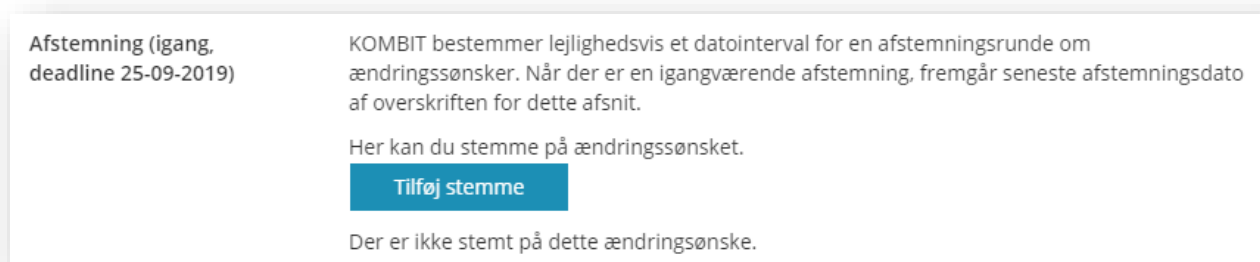 Afstemning (igang,
deadline 25-09-2019)
KOMBIT bestemmer lejlighedsvis et datointerval for en afstemningsrunde om
ændringssønsker. Når der er en igangværende afstemning, fremgår seneste afstemningsdato
af overskriften for dette afsnit.
Her kan du stemme på ændringssønsket.
Tilføj stemme
Der er ikke stemt på dette ændringsønske.